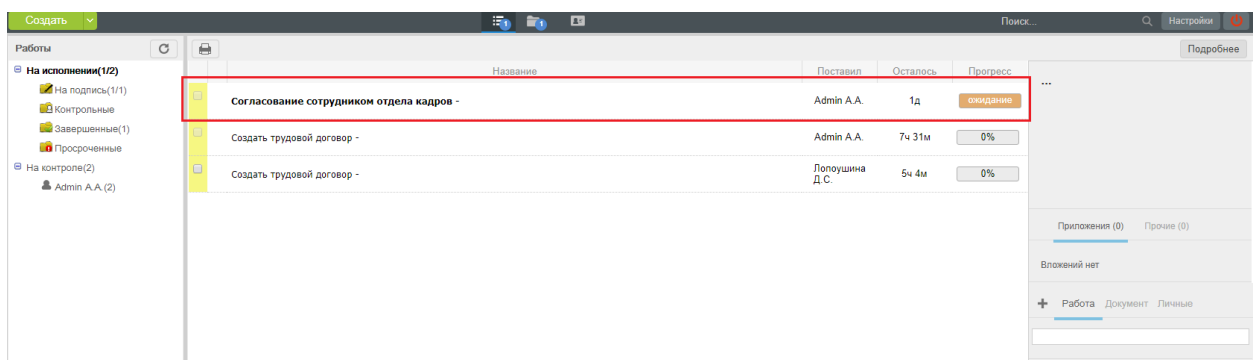 Создать
1
1
Поиск...
Настройки
Работы
Подробнее
На исполнении(1/2)
На подпись(1/1)
Контрольные
Завершенные(1)
Просроченные
На контроле(2)
Admin A.A.(2)
Название Поставил Осталось Прогресс
Согласование сотрудником отдела кадров - Admin A.A. 1д ожидание
Создать трудовой договор - Admin A.A. 7ч 31м 0%
Создать трудовой договор - Лопоушина Д.С. 5ч 4м 0%
...
Приложения (0) Прочие (0)
Вложений нет
+ Работа Документ Личные